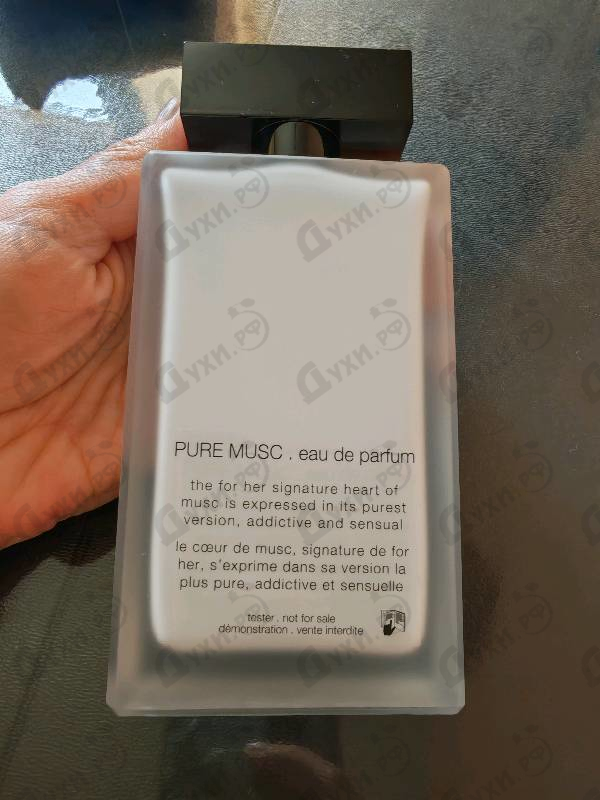 PURE MUSC . eau de parfum
the for her signature heart of
musc is expressed in its purest
version, addictive and sensual
le cœur de musc, signature de for
her, s'exprime dans sa version la
plus pure, addictive et sensuelle
tester . not for sale
démonstration . vente interdite
Духи.рф